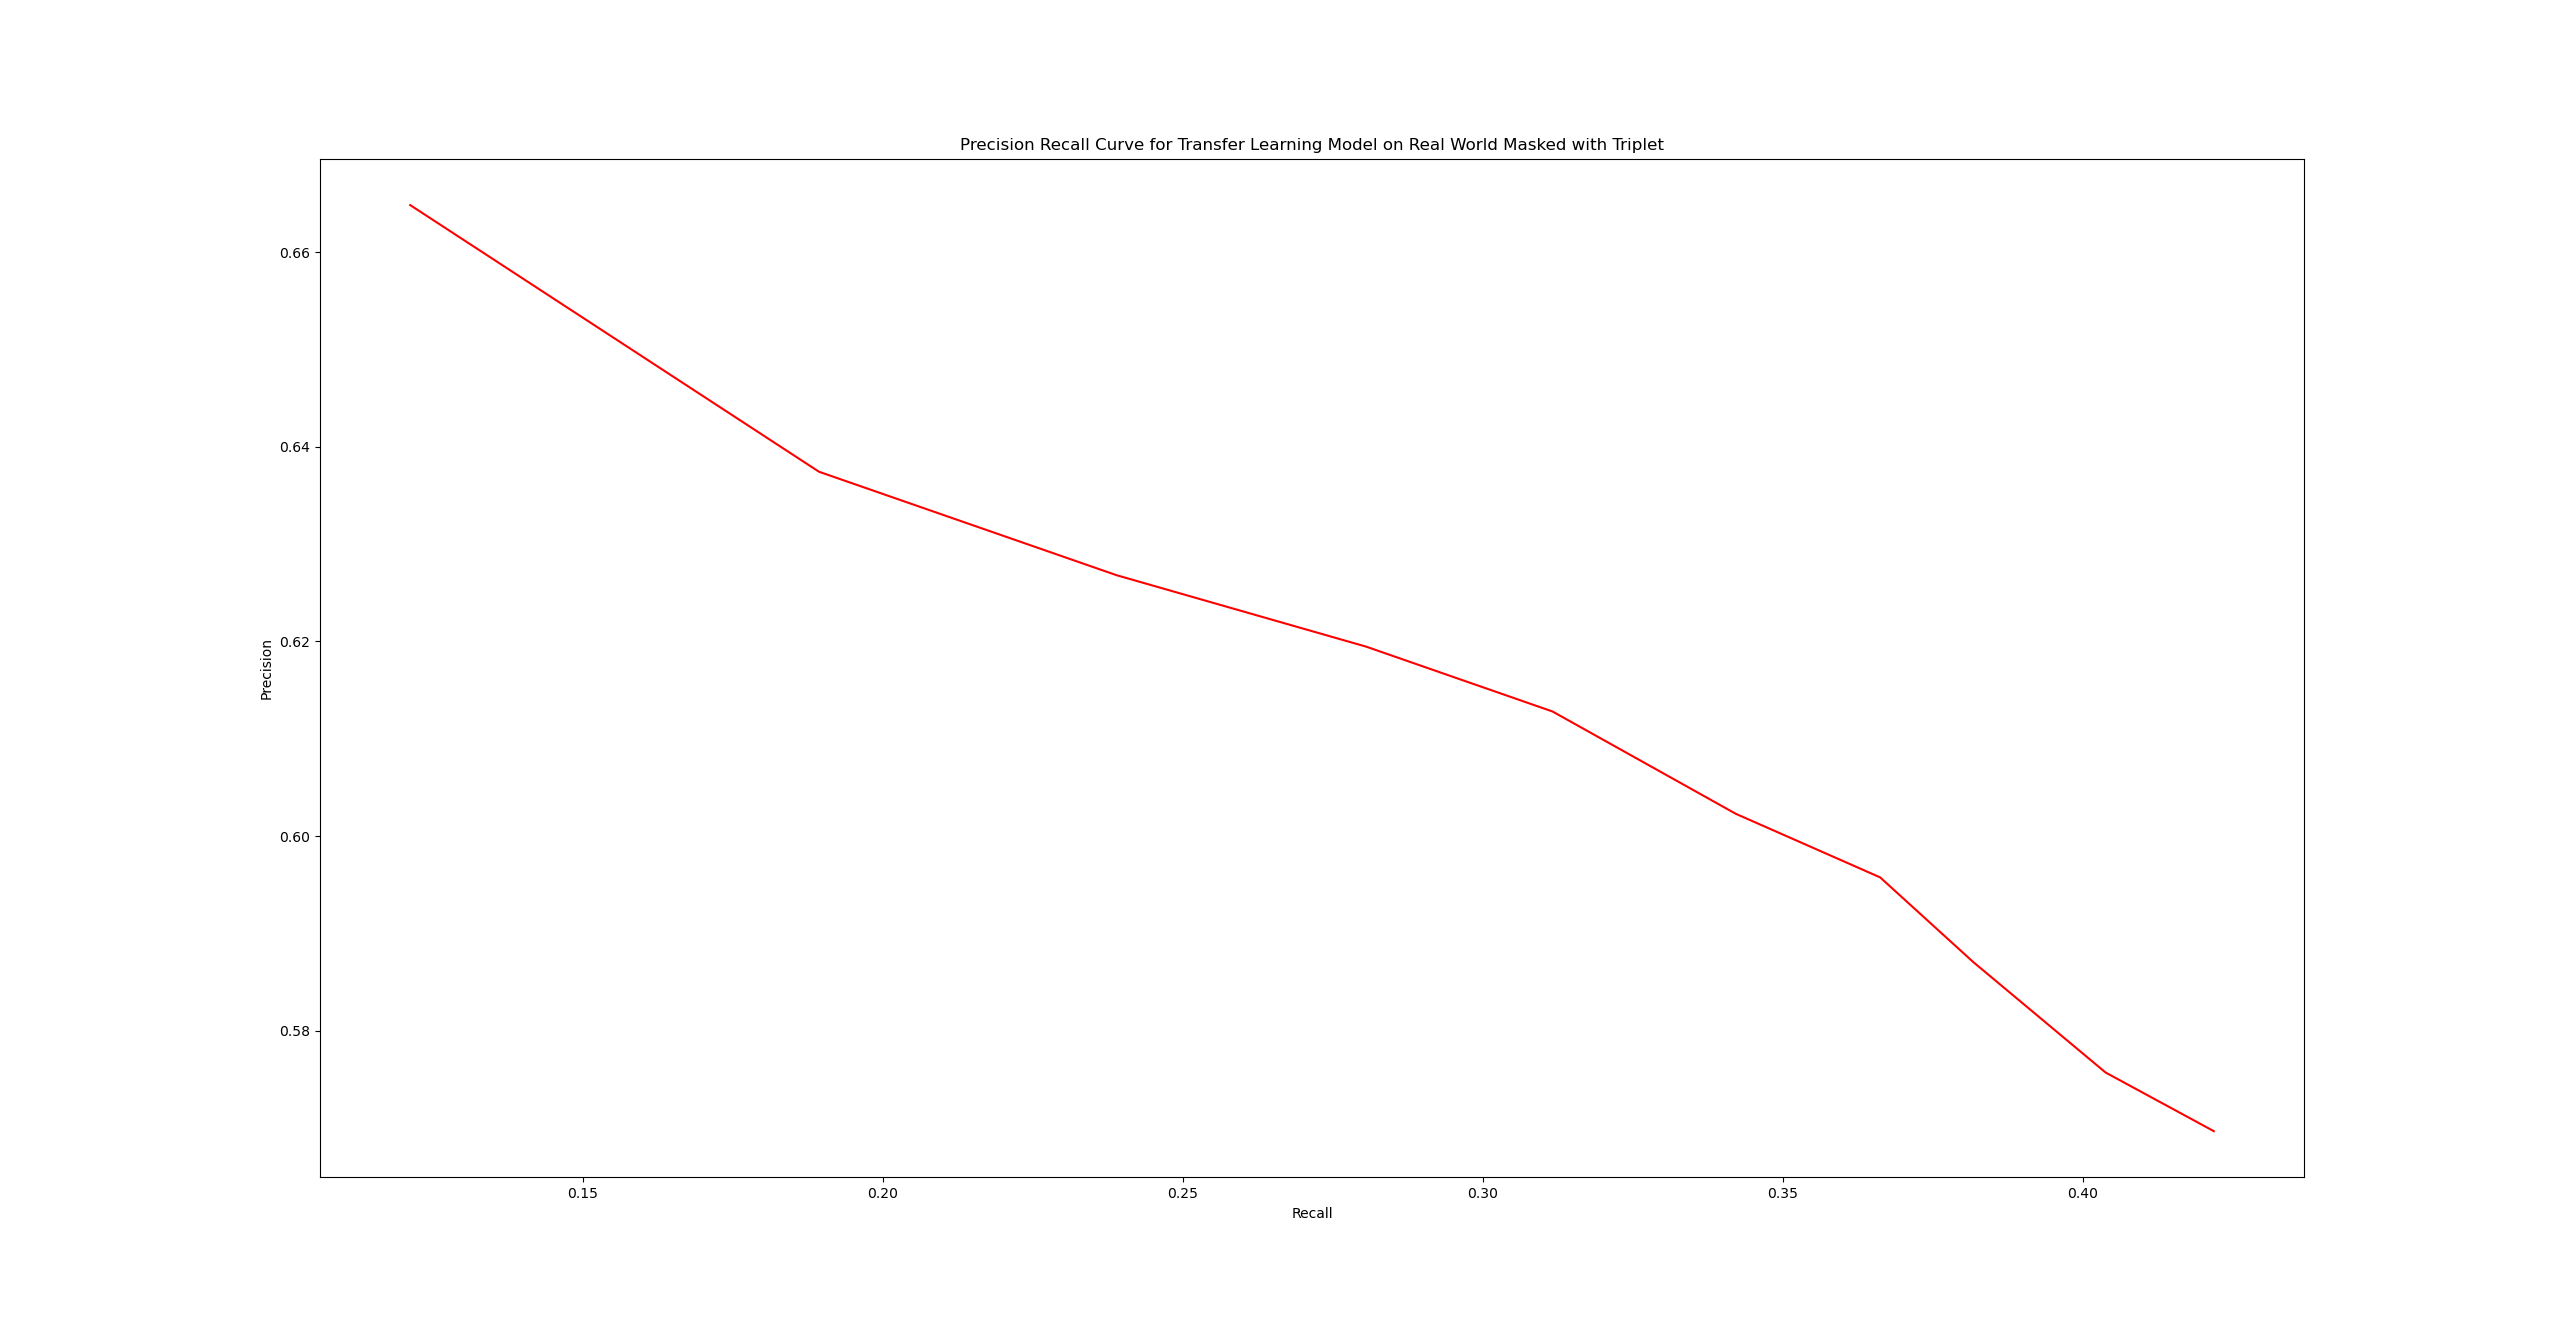 Precision Recall Curve for Transfer Learning Model on Real World Masked with Triplet
0.66
0.64
0.62
0.60
0.58
Precision
0.15 0.20 0.25 0.30 0.35 0.40
Recall